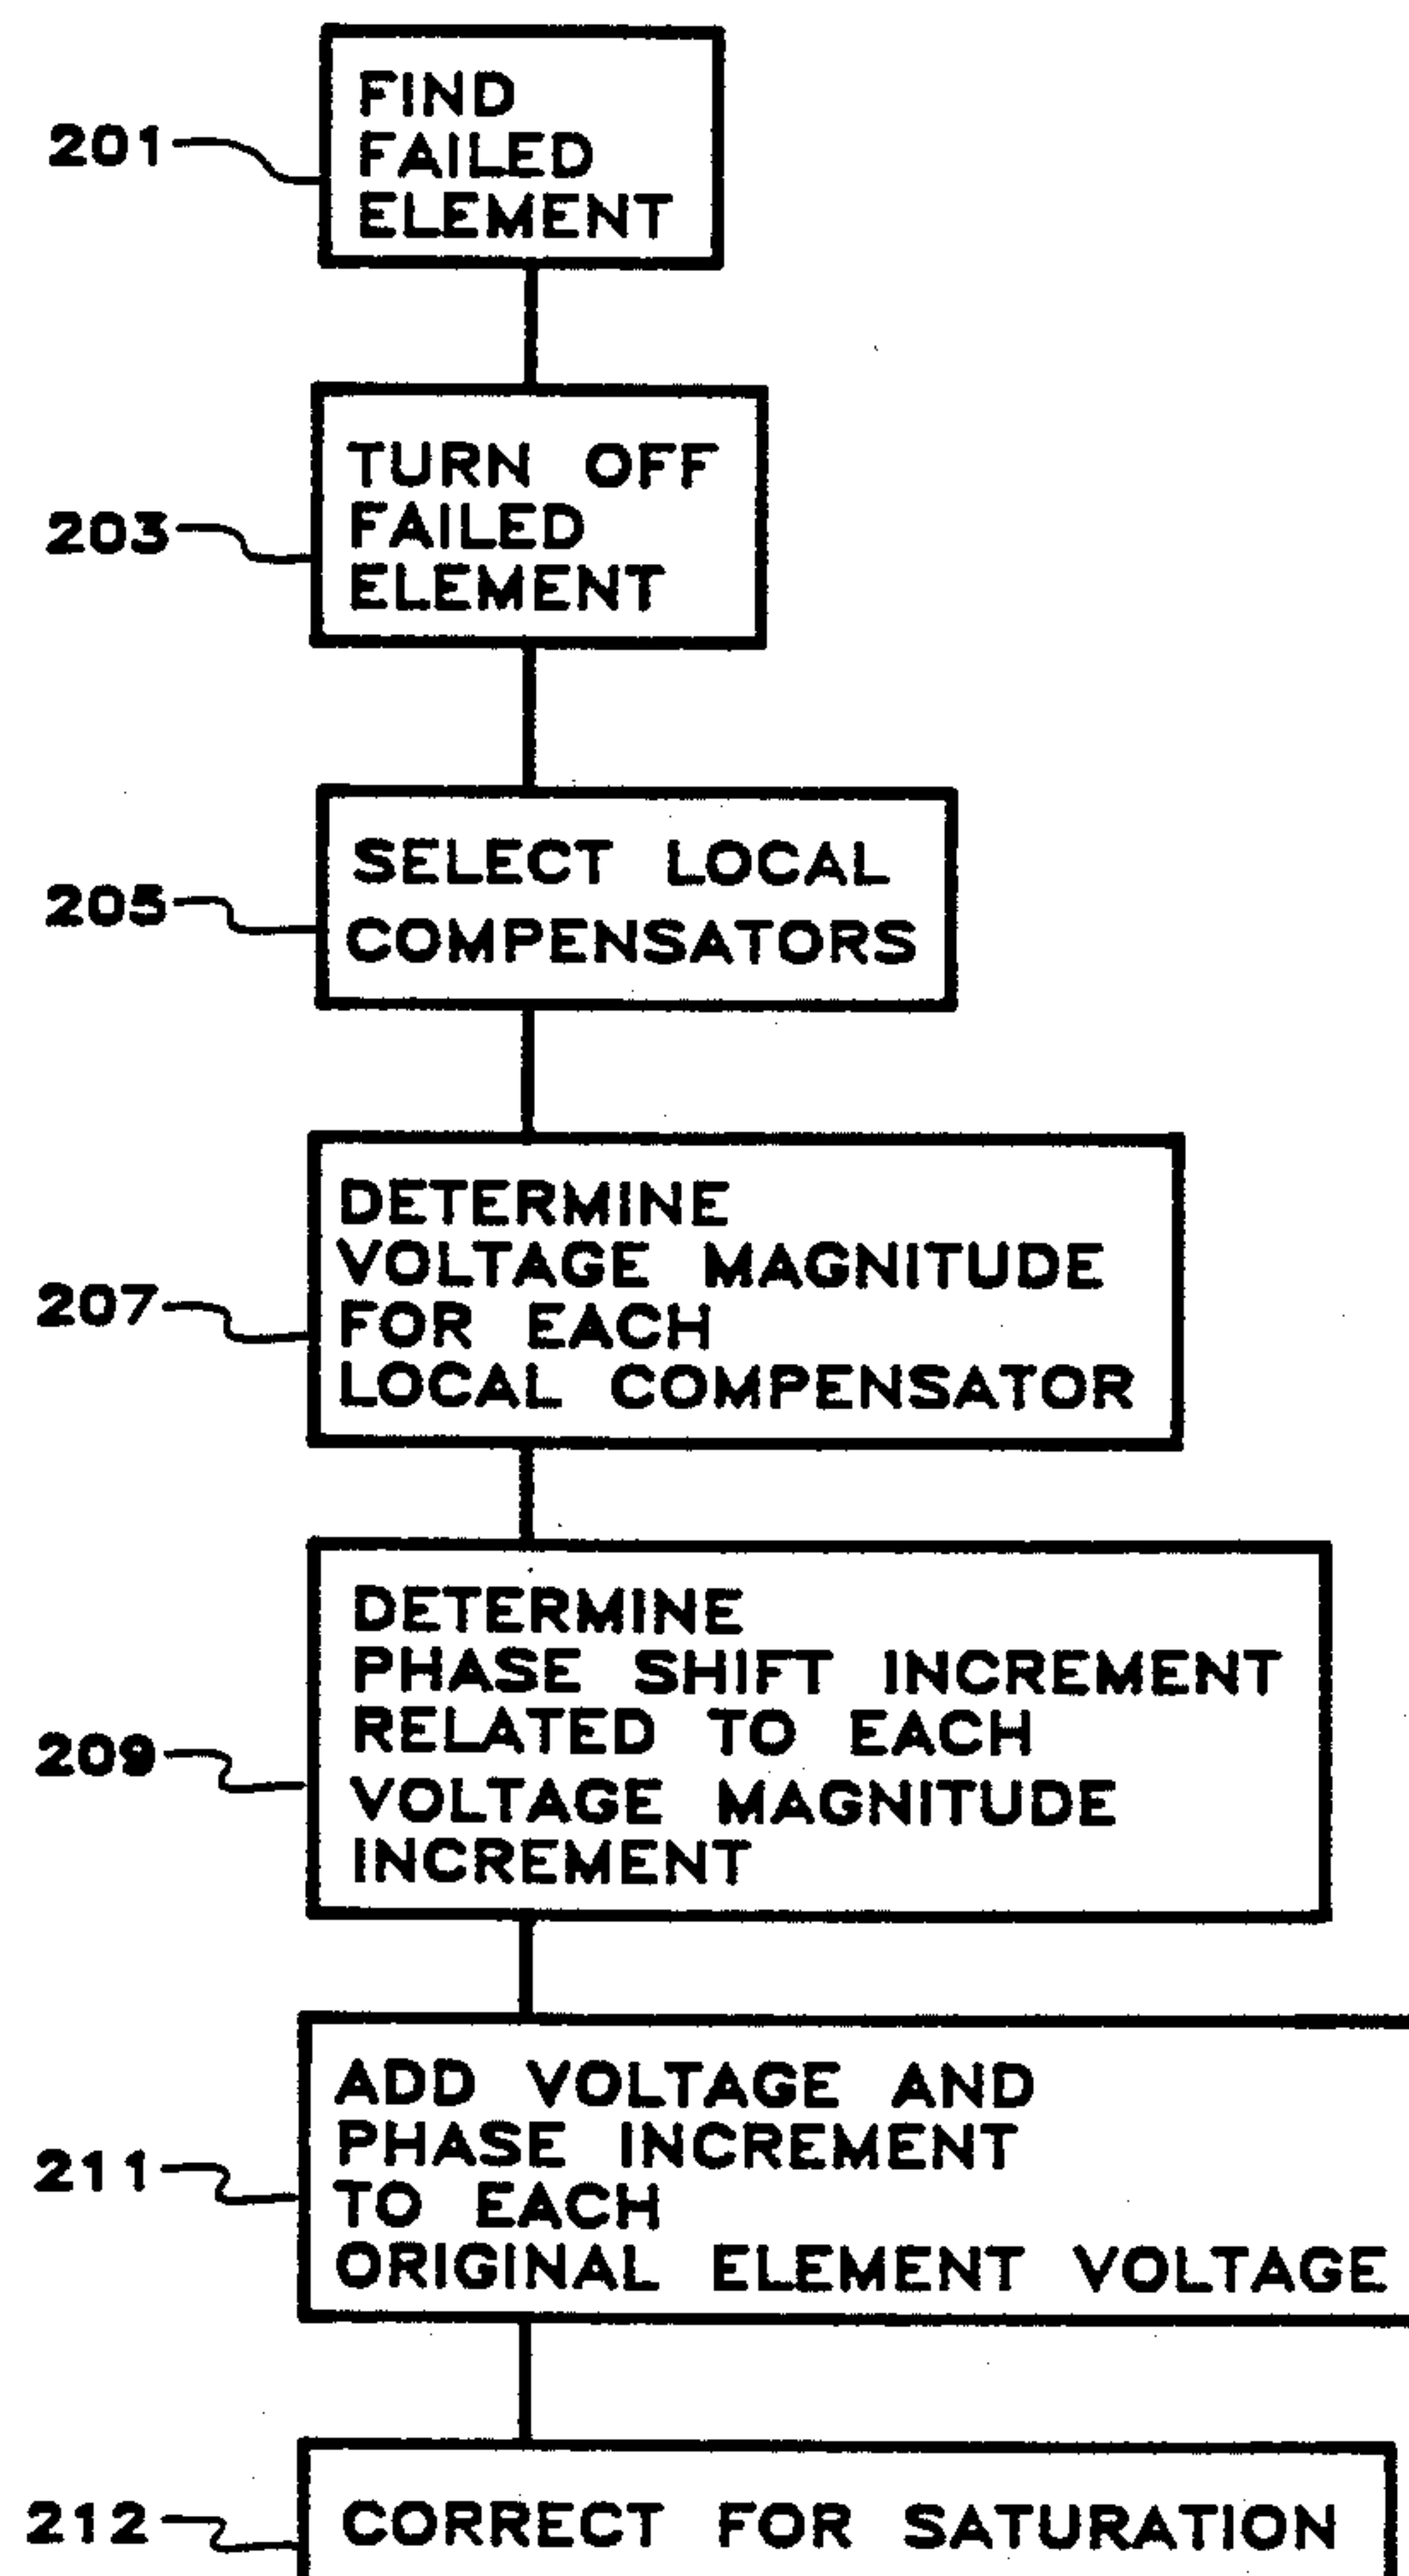 FIND
FAILED
ELEMENT
201
TURN OFF
FAILED
ELEMENT
203
SELECT LOCAL
COMPENSATORS
205
DETERMINE
VOLTAGE MAGNITUDE
FOR EACH
LOCAL COMPENSATOR
207
DETERMINE
PHASE SHIFT INCREMENT
RELATED TO EACH
VOLTAGE MAGNITUDE
INCREMENT
209
ADD VOLTAGE AND
PHASE INCREMENT
TO EACH
ORIGINAL ELEMENT VOLTAGE
211
CORRECT FOR SATURATION
212